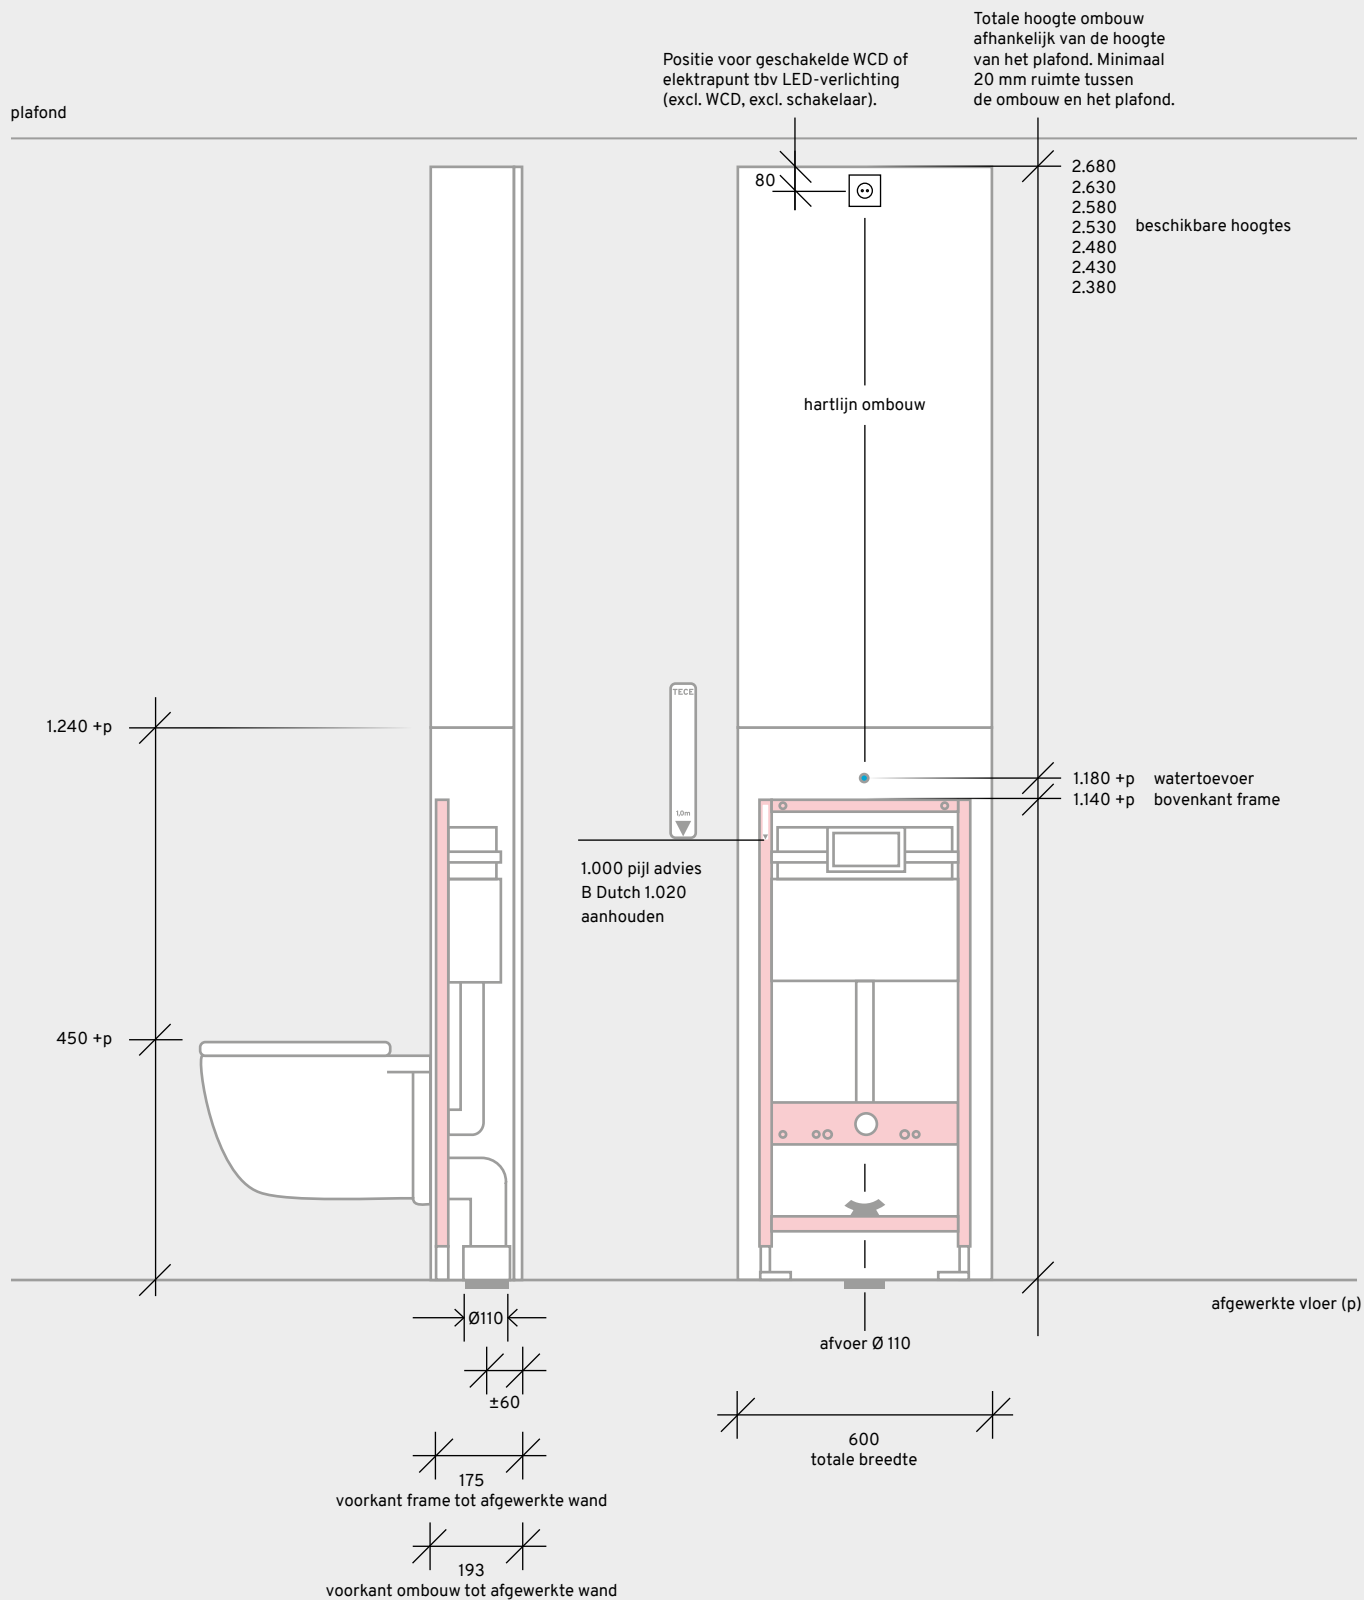 Totale hoogte ombouw
afhankelijk van de hoogte
van het plafond. Minimaal
20 mm ruimte tussen
de ombouw en het plafond.
Positie voor geschakelde WCD of
elektrapunt tbv LED-verlichting
(excl. WCD, excl. schakelaar).
plafond
80
2.680
2.630
2.580
2.530 beschikbare hoogtes
2.480
2.430
2.380
hartlijn ombouw
TECE
1.240 +p
1.180 +p watertoevoer
1.140 +p bovenkant frame
1,0m
1.000 pijl advies
B Dutch 1.020
aanhouden
450 +p
afgewerkte vloer (p)
Ø110
afvoer Ø 110
±60
600
totale breedte
175
voorkant frame tot afgewerkte wand
193
voorkant ombouw tot afgewerkte wand